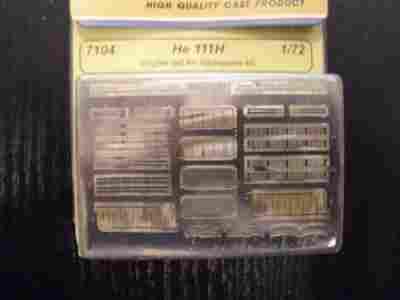 HIGH QUALITY CAST PRODUCT
7104 He 111H 1/72